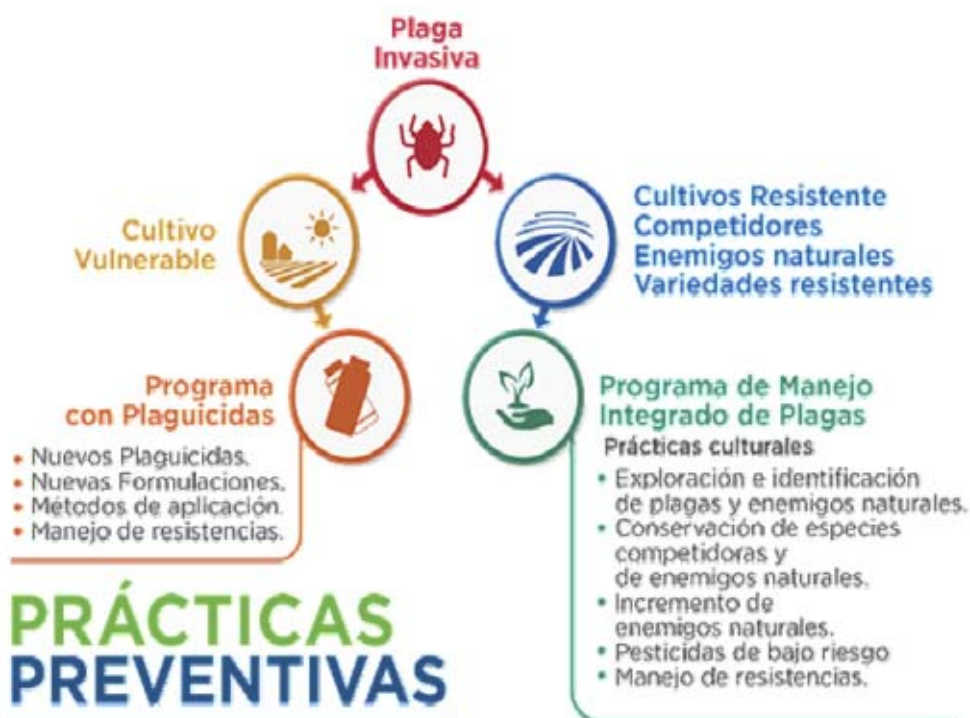 Plaga
Invasiva
Cultivo
Vulnerable
Cultivos Resistente
Competidores
Enemigos naturales
Variedades resistentes
Programa
con Plaguicidas
• Nuevos Plaguicidas.
• Nuevas Formulaciones.
• Métodos de aplicación.
• Manejo de resistencias.
Programa de Manejo
Integrado de Plagas
Prácticas culturales
• Exploración e identificación
de plagas y enemigos naturales.
• Conservación de especies
competidoras y
de enemigos naturales.
• Incremento de
enemigos naturales.
• Pesticidas de bajo riesgo
• Manejo de resistencias.
PRÁCTICAS
PREVENTIVAS